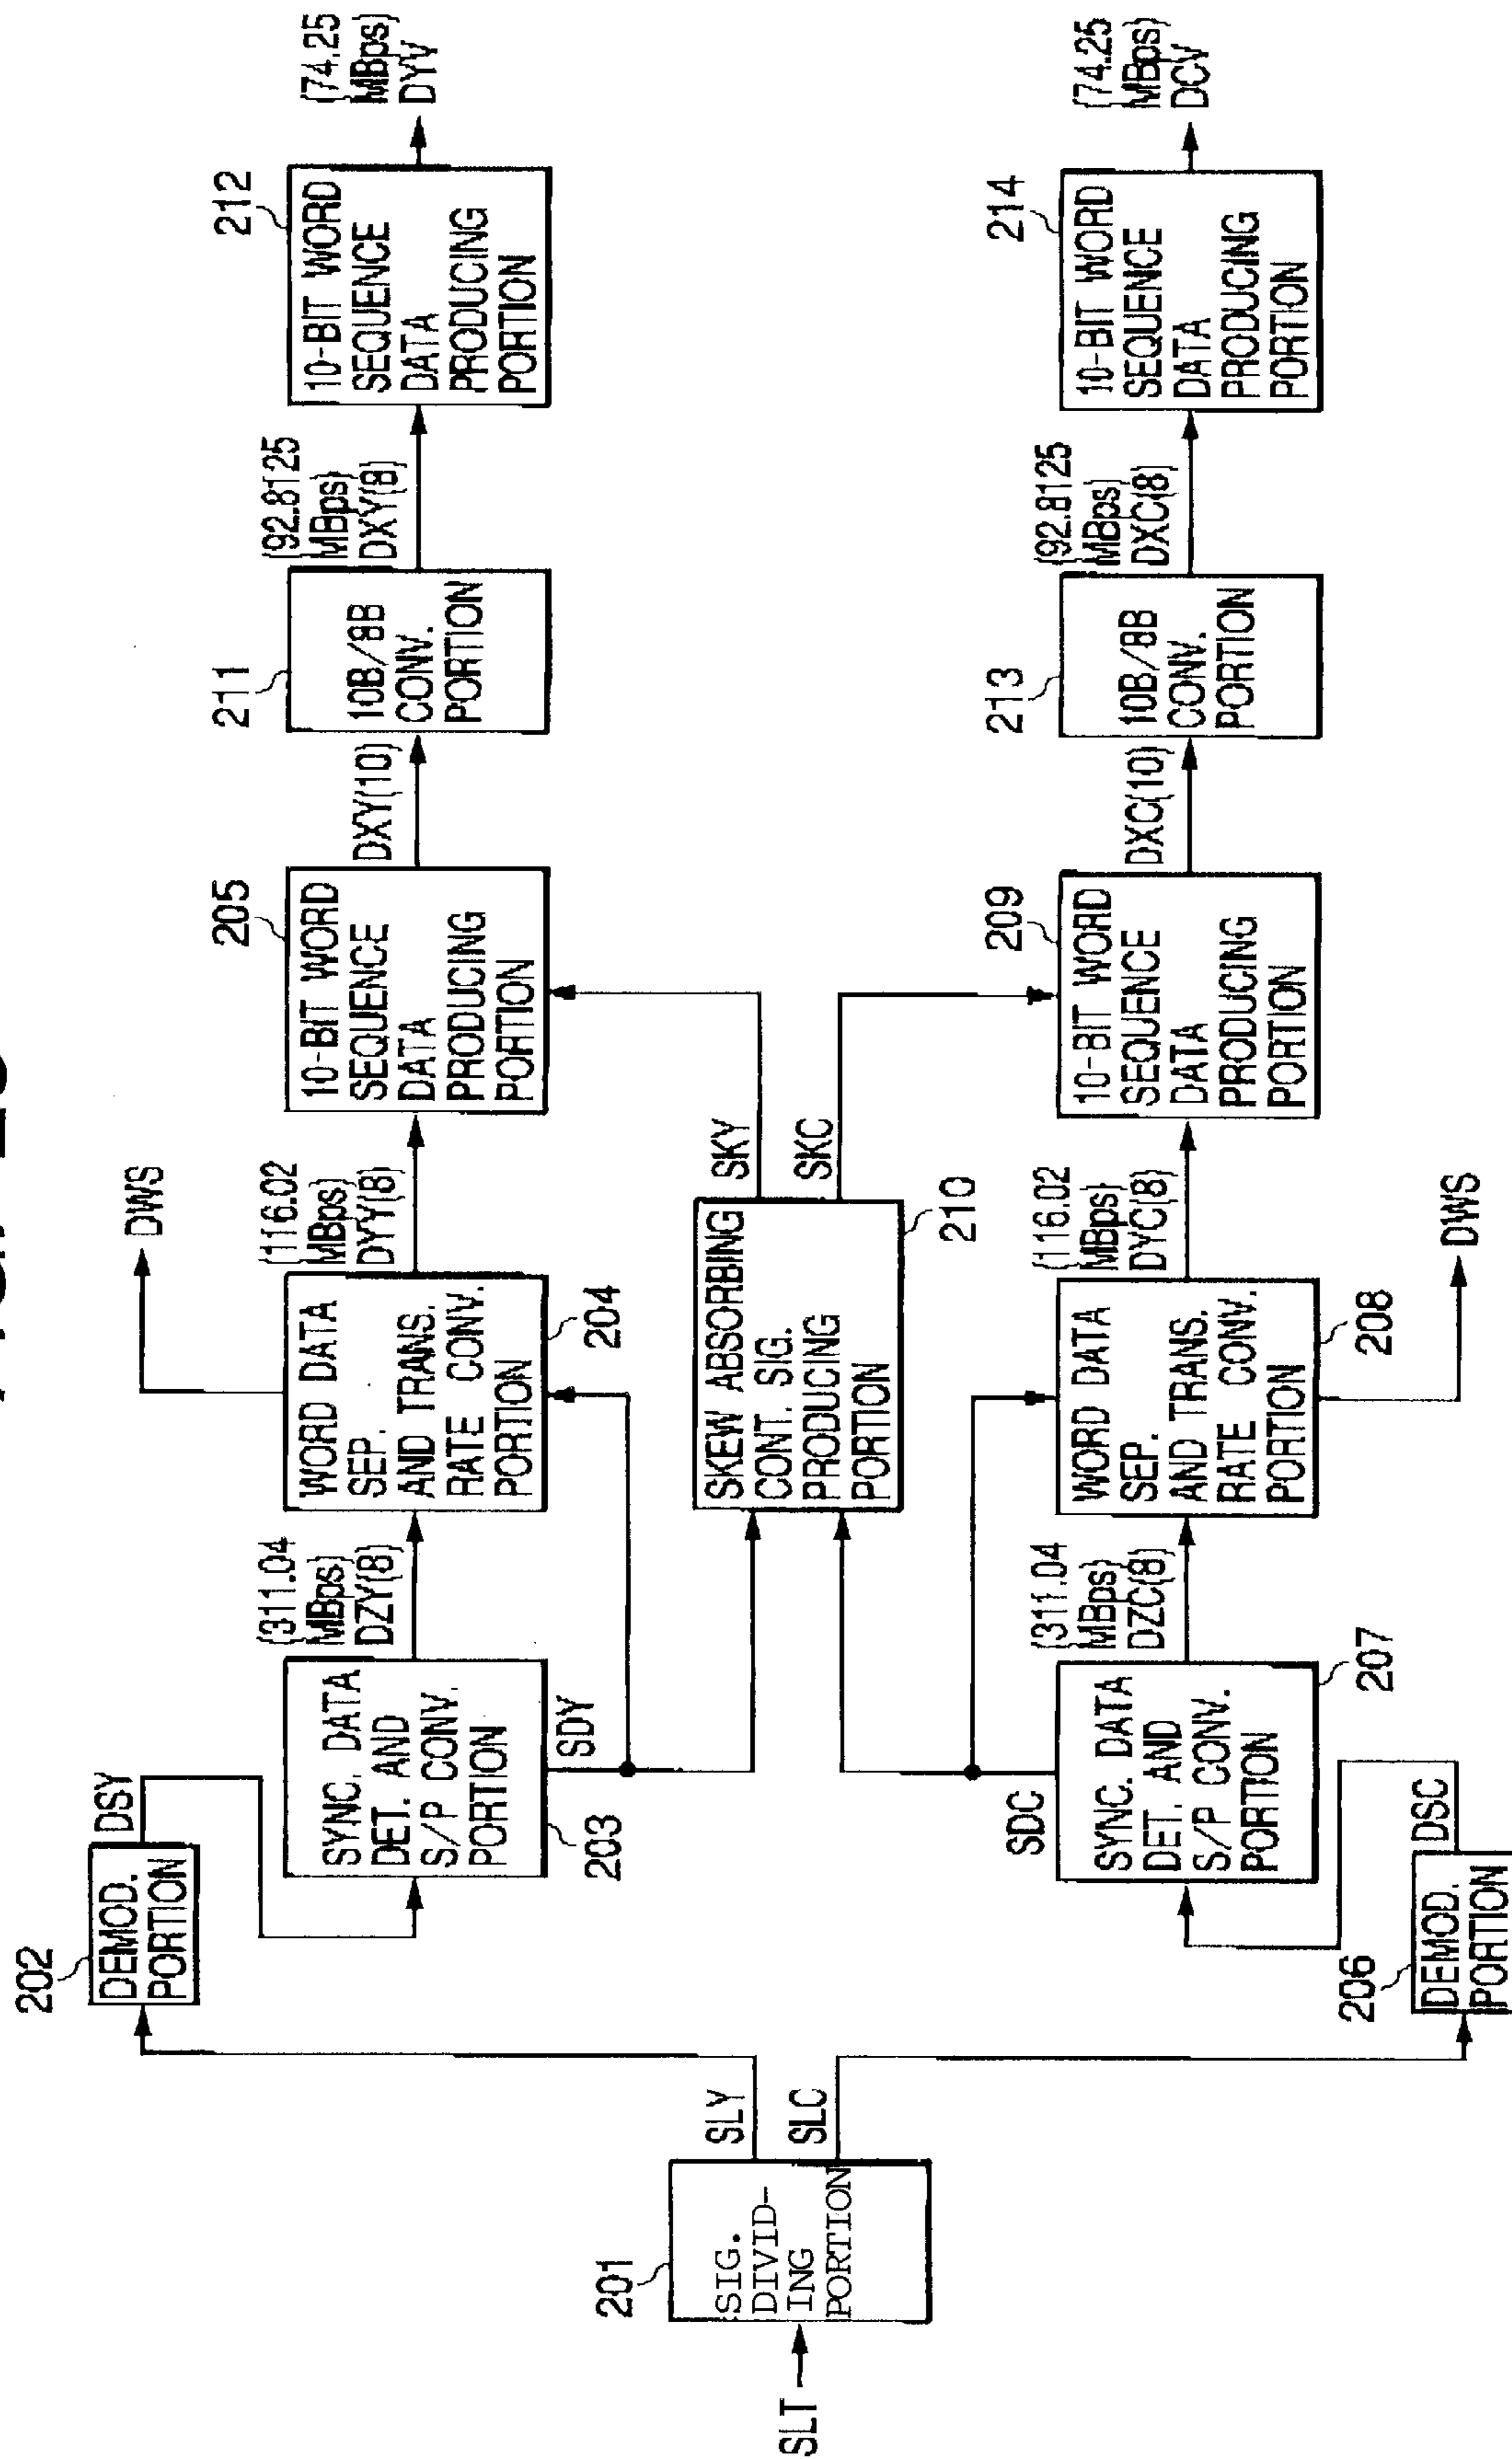 SLT
201
SIG.
DIVID-
ING
PORTION
SLY
SLC
202
DEMOD.
PORTION
DSY
SYNC. DATA
DET. AND
S/P CONV.
PORTION
203
SDY
(311.04
MBps)
DZY(8)
WORD DATA
SEP.
AND TRANS.
RATE CONV.
PORTION
204
DWS
(116.02
MBps)
DYY(8)
205
10-BIT WORD
SEQUENCE
DATA
PRODUCING
PORTION
DXY(10)
211
10B/8B
CONV.
PORTION
(92.8125
MBps)
DXY(8)
212
10-BIT WORD
SEQUENCE
DATA
PRODUCING
PORTION
(74.25
MBps)
DYV
SKEW ABSORBING
CONT. SIG.
PRODUCING
PORTION
210
SKY
SKC
206
DEMOD.
PORTION
DSC
SDC
SYNC. DATA
DET. AND
S/P CONV.
PORTION
207
(311.04
MBps)
DZC(8)
WORD DATA
SEP.
AND TRANS.
RATE CONV.
PORTION
208
DWS
(116.02
MBps)
DYC(8)
209
10-BIT WORD
SEQUENCE
DATA
PRODUCING
PORTION
DXC(10)
213
10B/8B
CONV.
PORTION
(92.8125
MBps)
DXC(8)
214
10-BIT WORD
SEQUENCE
DATA
PRODUCING
PORTION
(74.25
MBps)
DCV